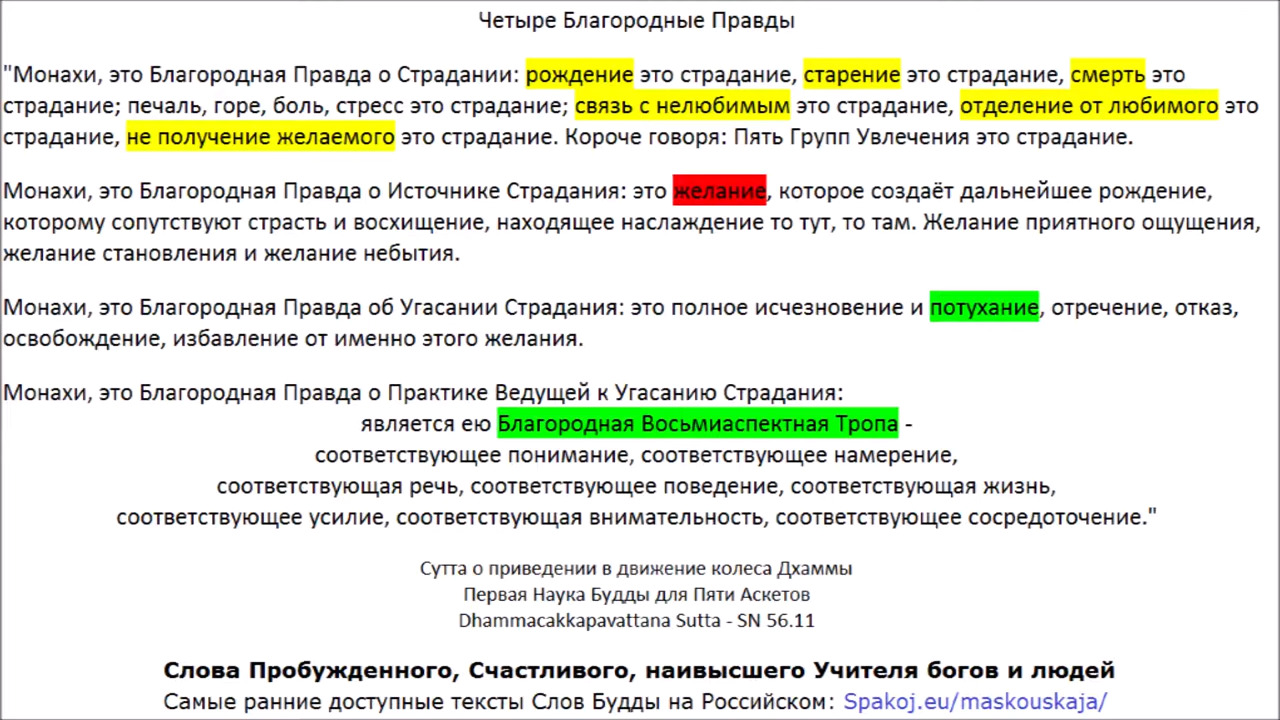 Четыре Благородные Правды
"Монахи, это Благородная Правда о Страдании: рождение это страдание, старение это страдание, смерть это
страдание; печаль, горе, боль, стресс это страдание; связь с нелюбимым это страдание, отделение от любимого это
страдание, не получение желаемого это страдание. Короче говоря: Пять Групп Увлечения это страдание.
Монахи, это Благородная Правда о Источнике Страдания: это желание, которое создаёт дальнейшее рождение,
которому сопутствуют страсть и восхищение, находящее наслаждение то тут, то там. Желание приятного ощущения,
желание становления и желание небытия.
Монахи, это Благородная Правда об Угасании Страдания: это полное исчезновение и потухание, отречение, отказ,
освобождение, избавление от именно этого желания.
Монахи, это Благородная Правда о Практике Ведущей к Угасанию Страдания:
является ею Благородная Восьмиаспектная Тропа -
соответствующее понимание, соответствующее намерение,
соответствующая речь, соответствующее поведение, соответствующая жизнь,
соответствующее усилие, соответствующая внимательность, соответствующее сосредоточение."
Сутта о приведении в движение колеса Дхаммы
Первая Наука Будды для Пяти Аскетов
Dhammacakkapavattana Sutta - SN 56.11
Слова Пробужденного, Счастливого, наивысшего Учителя богов и людей
Самые ранние доступные тексты Слов Будды на Российском: Spakoj.eu/maskouskaja/